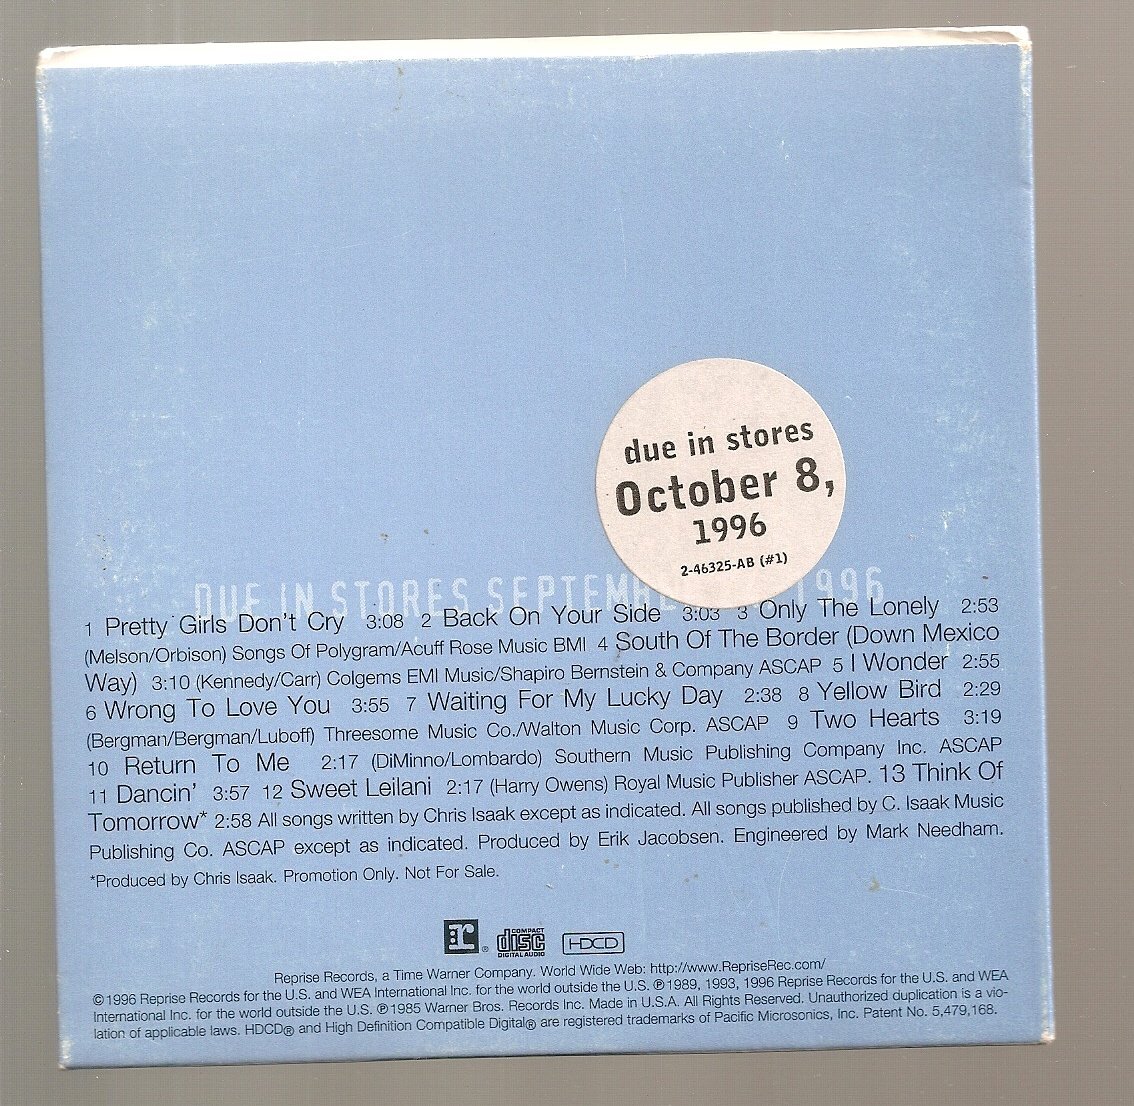 due in stores
October 8,
1996
2-46325-AB (#1)
DUE IN STORES 1996
1 Pretty Girls Don't Cry 3:08 2 Back On Your Side 3:03 3 Only The Lonely 2:53
(Melson/Orbison) Songs Of Polygram/Acuff Rose Music BMI 4 South Of The Border (Down Mexico
Way) 3:10 (Kennedy/Carr) Colgems EMI Music/Shapiro Bernstein & Company ASCAP 5 I Wonder 2:55
6 Wrong To Love You 3:55 7 Waiting For My Lucky Day 2:38 8 Yellow Bird 2:29
(Bergman/Bergman/Luboff) Threesome Music Co./Walton Music Corp. ASCAP 9 Two Hearts 3:19
10 Return To Me 2:17 (DiMinno/Lombardo) Southern Music Publishing Company Inc. ASCAP
11 Dancin' 3:57 12 Sweet Leilani 2:17 (Harry Owens) Royal Music Publisher ASCAP. 13 Think Of
Tomorrow* 2:58 All songs written by Chris Isaak except as indicated. All songs published by C. Isaak Music
Publishing Co. ASCAP except as indicated. Produced by Erik Jacobsen. Engineered by Mark Needham.
*Produced by Chris Isaak. Promotion Only. Not For Sale.
r ® COMPACT disc DIGITAL AUDIO HDCD
Reprise Records, a Time Warner Company. World Wide Web: http://www.RepriseRec.com/
©1996 Reprise Records for the U.S. and WEA International Inc. for the world outside the U.S. ℗1989, 1993, 1996 Reprise Records for the U.S. and WEA
International Inc. for the world outside the U.S. ℗1985 Warner Bros. Records Inc. Made in U.S.A. All Rights Reserved. Unauthorized duplication is a vio-
lation of applicable laws. HDCD® and High Definition Compatible Digital® are registered trademarks of Pacific Microsonics, Inc. Patent No. 5,479,168.